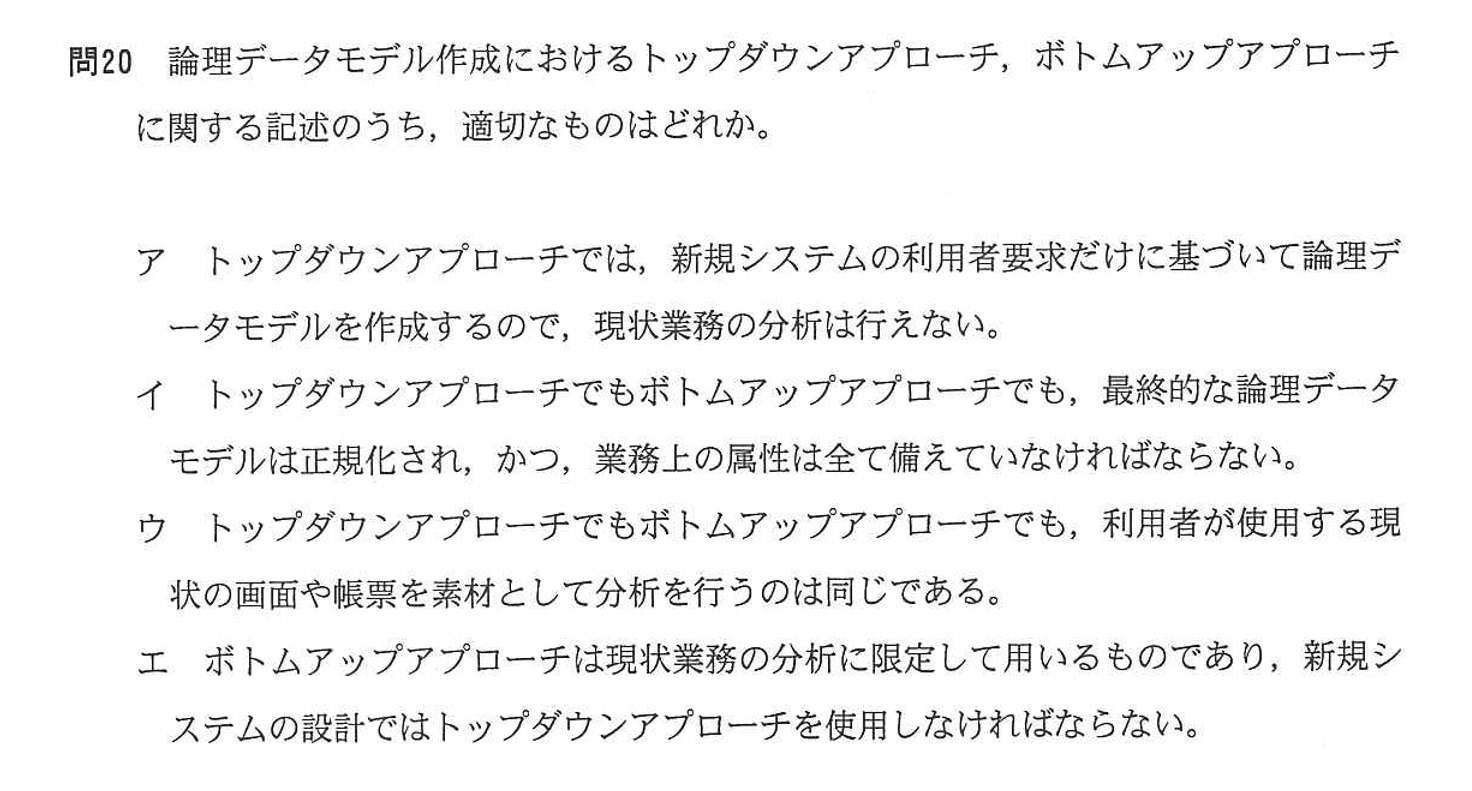 問20 論理データモデル作成におけるトップダウンアプローチ，ボトムアップアプローチ
に関する記述のうち，適切なものはどれか。
ア トップダウンアプローチでは，新規システムの利用者要求だけに基づいて論理デ
ータモデルを作成するので，現状業務の分析は行えない。
イ トップダウンアプローチでもボトムアップアプローチでも，最終的な論理データ
モデルは正規化され，かつ，業務上の属性は全て備えていなければならない。
ウ トップダウンアプローチでもボトムアップアプローチでも，利用者が使用する現
状の画面や帳票を素材として分析を行うのは同じである。
エ ボトムアップアプローチは現状業務の分析に限定して用いるものであり，新規シ
ステムの設計ではトップダウンアプローチを使用しなければならない。